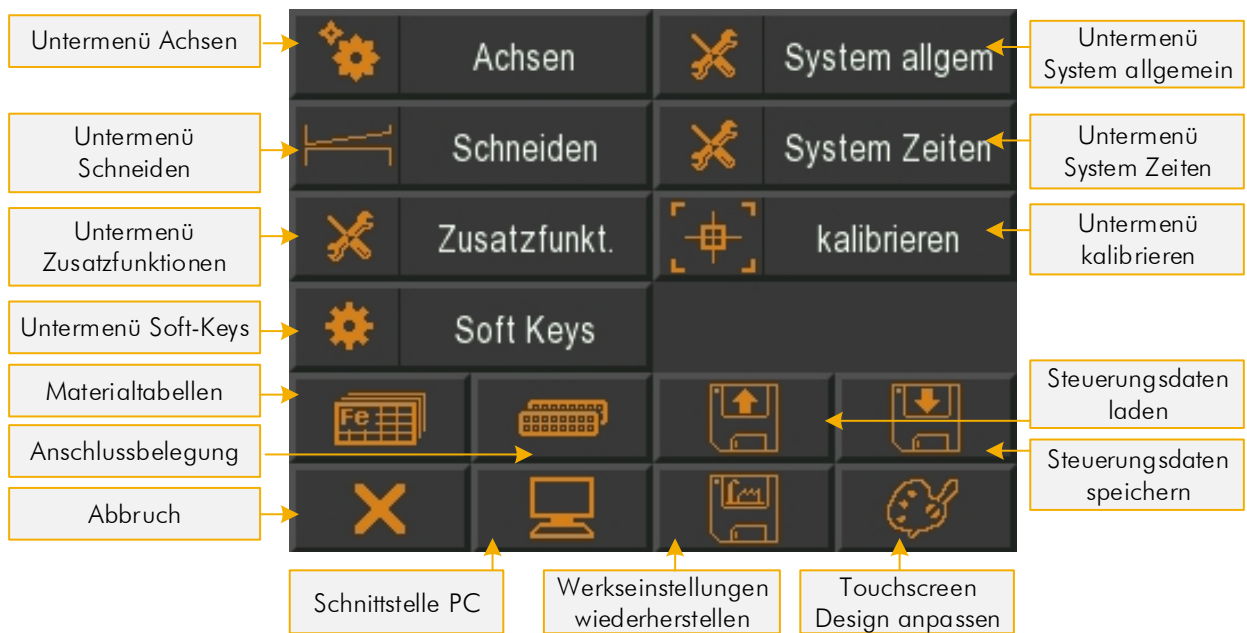 Untermenü Achsen
Achsen
System allgem
Untermenü
System allgemein
Untermenü
Schneiden
Schneiden
System Zeiten
Untermenü
System Zeiten
Untermenü
Zusatzfunktionen
Zusatzfunkt.
kalibrieren
Untermenü
kalibrieren
Untermenü Soft-Keys
Soft Keys
Materialtabellen
Fe
Steuerungsdaten
laden
Anschlussbelegung
Steuerungsdaten
speichern
Abbruch
Schnittstelle PC
Werkseinstellungen
wiederherstellen
Touchscreen
Design anpassen